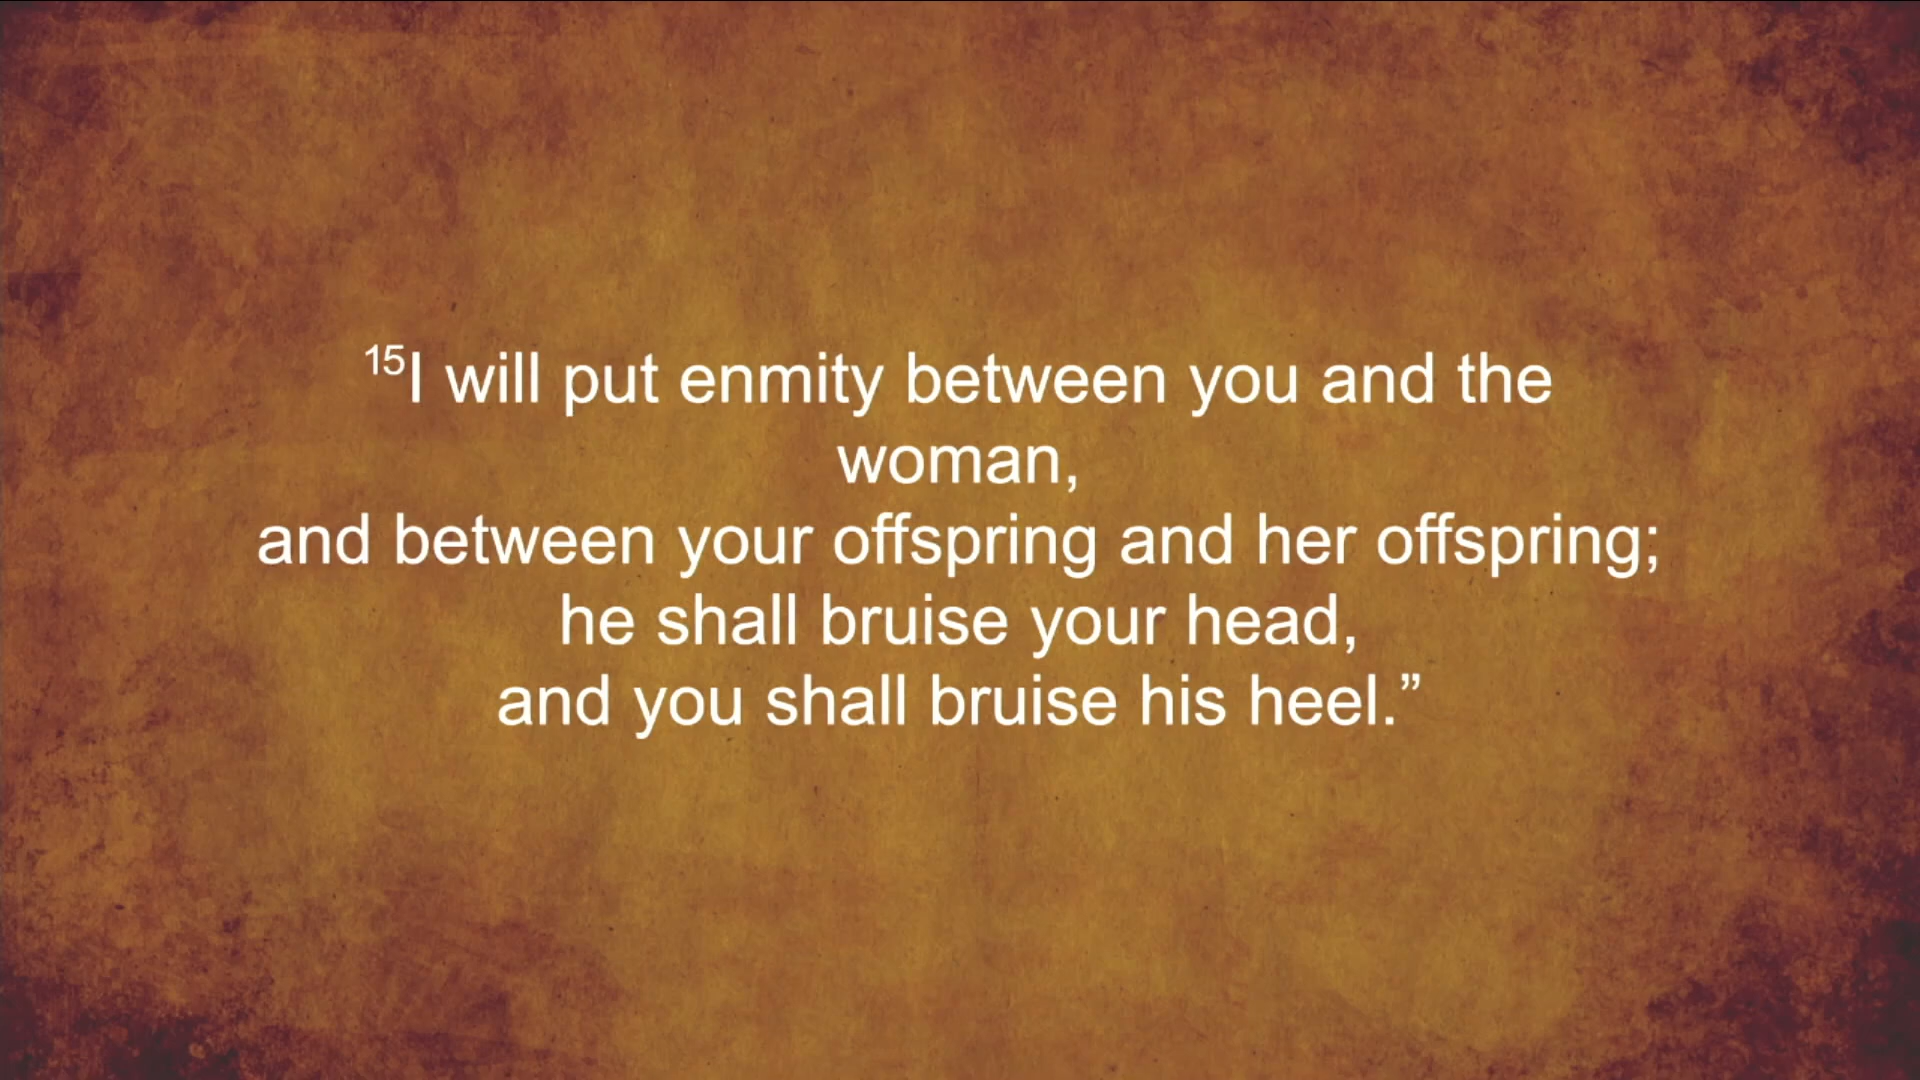 15I will put enmity between you and the
woman,
and between your offspring and her offspring;
he shall bruise your head,
and you shall bruise his heel.”